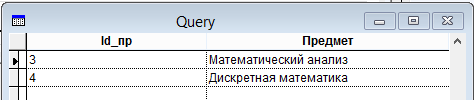 Query
Id_пр Предмет
3 Математический анализ
4 Дискретная математика